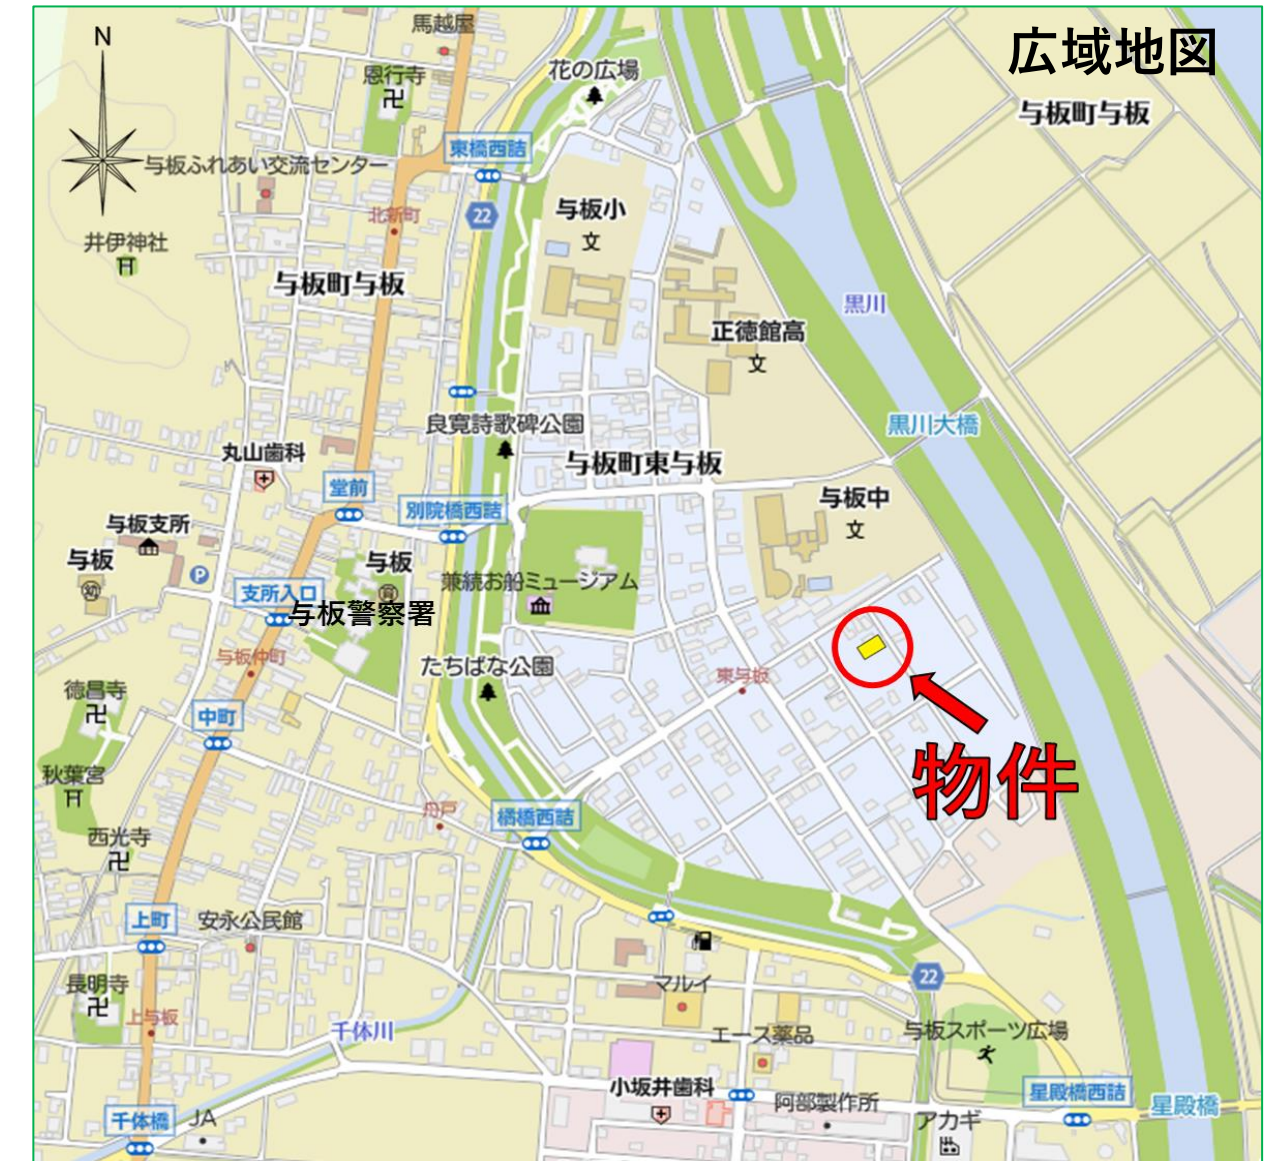 広域地図
N
馬越屋
恩行寺
花の広場
与板町与板
東橋西詰
与板ふれあい交流センター
22
北新町
与板小
文
井伊神社
与板町与板
黒川
正徳館高
文
良寛詩歌碑公園
黒川大橋
丸山歯科
与板町東与板
堂前
別院橋西詰
与板中
文
与板支所
与板
幼
P
与板
兼続お船ミュージアム
支所入口
与板警察署
与板仲町
たちばな公園
東与板
徳昌寺
中町
物件
秋葉宮
舟戸
楯橋西詰
西光寺
上町
安永公民館
長明寺
マルイ
22
上与板
千体川
エース薬品
与板スポーツ広場
小坂井歯科
阿部製作所
星殿橋西詰
星殿橋
千体橋
JA
アカギ